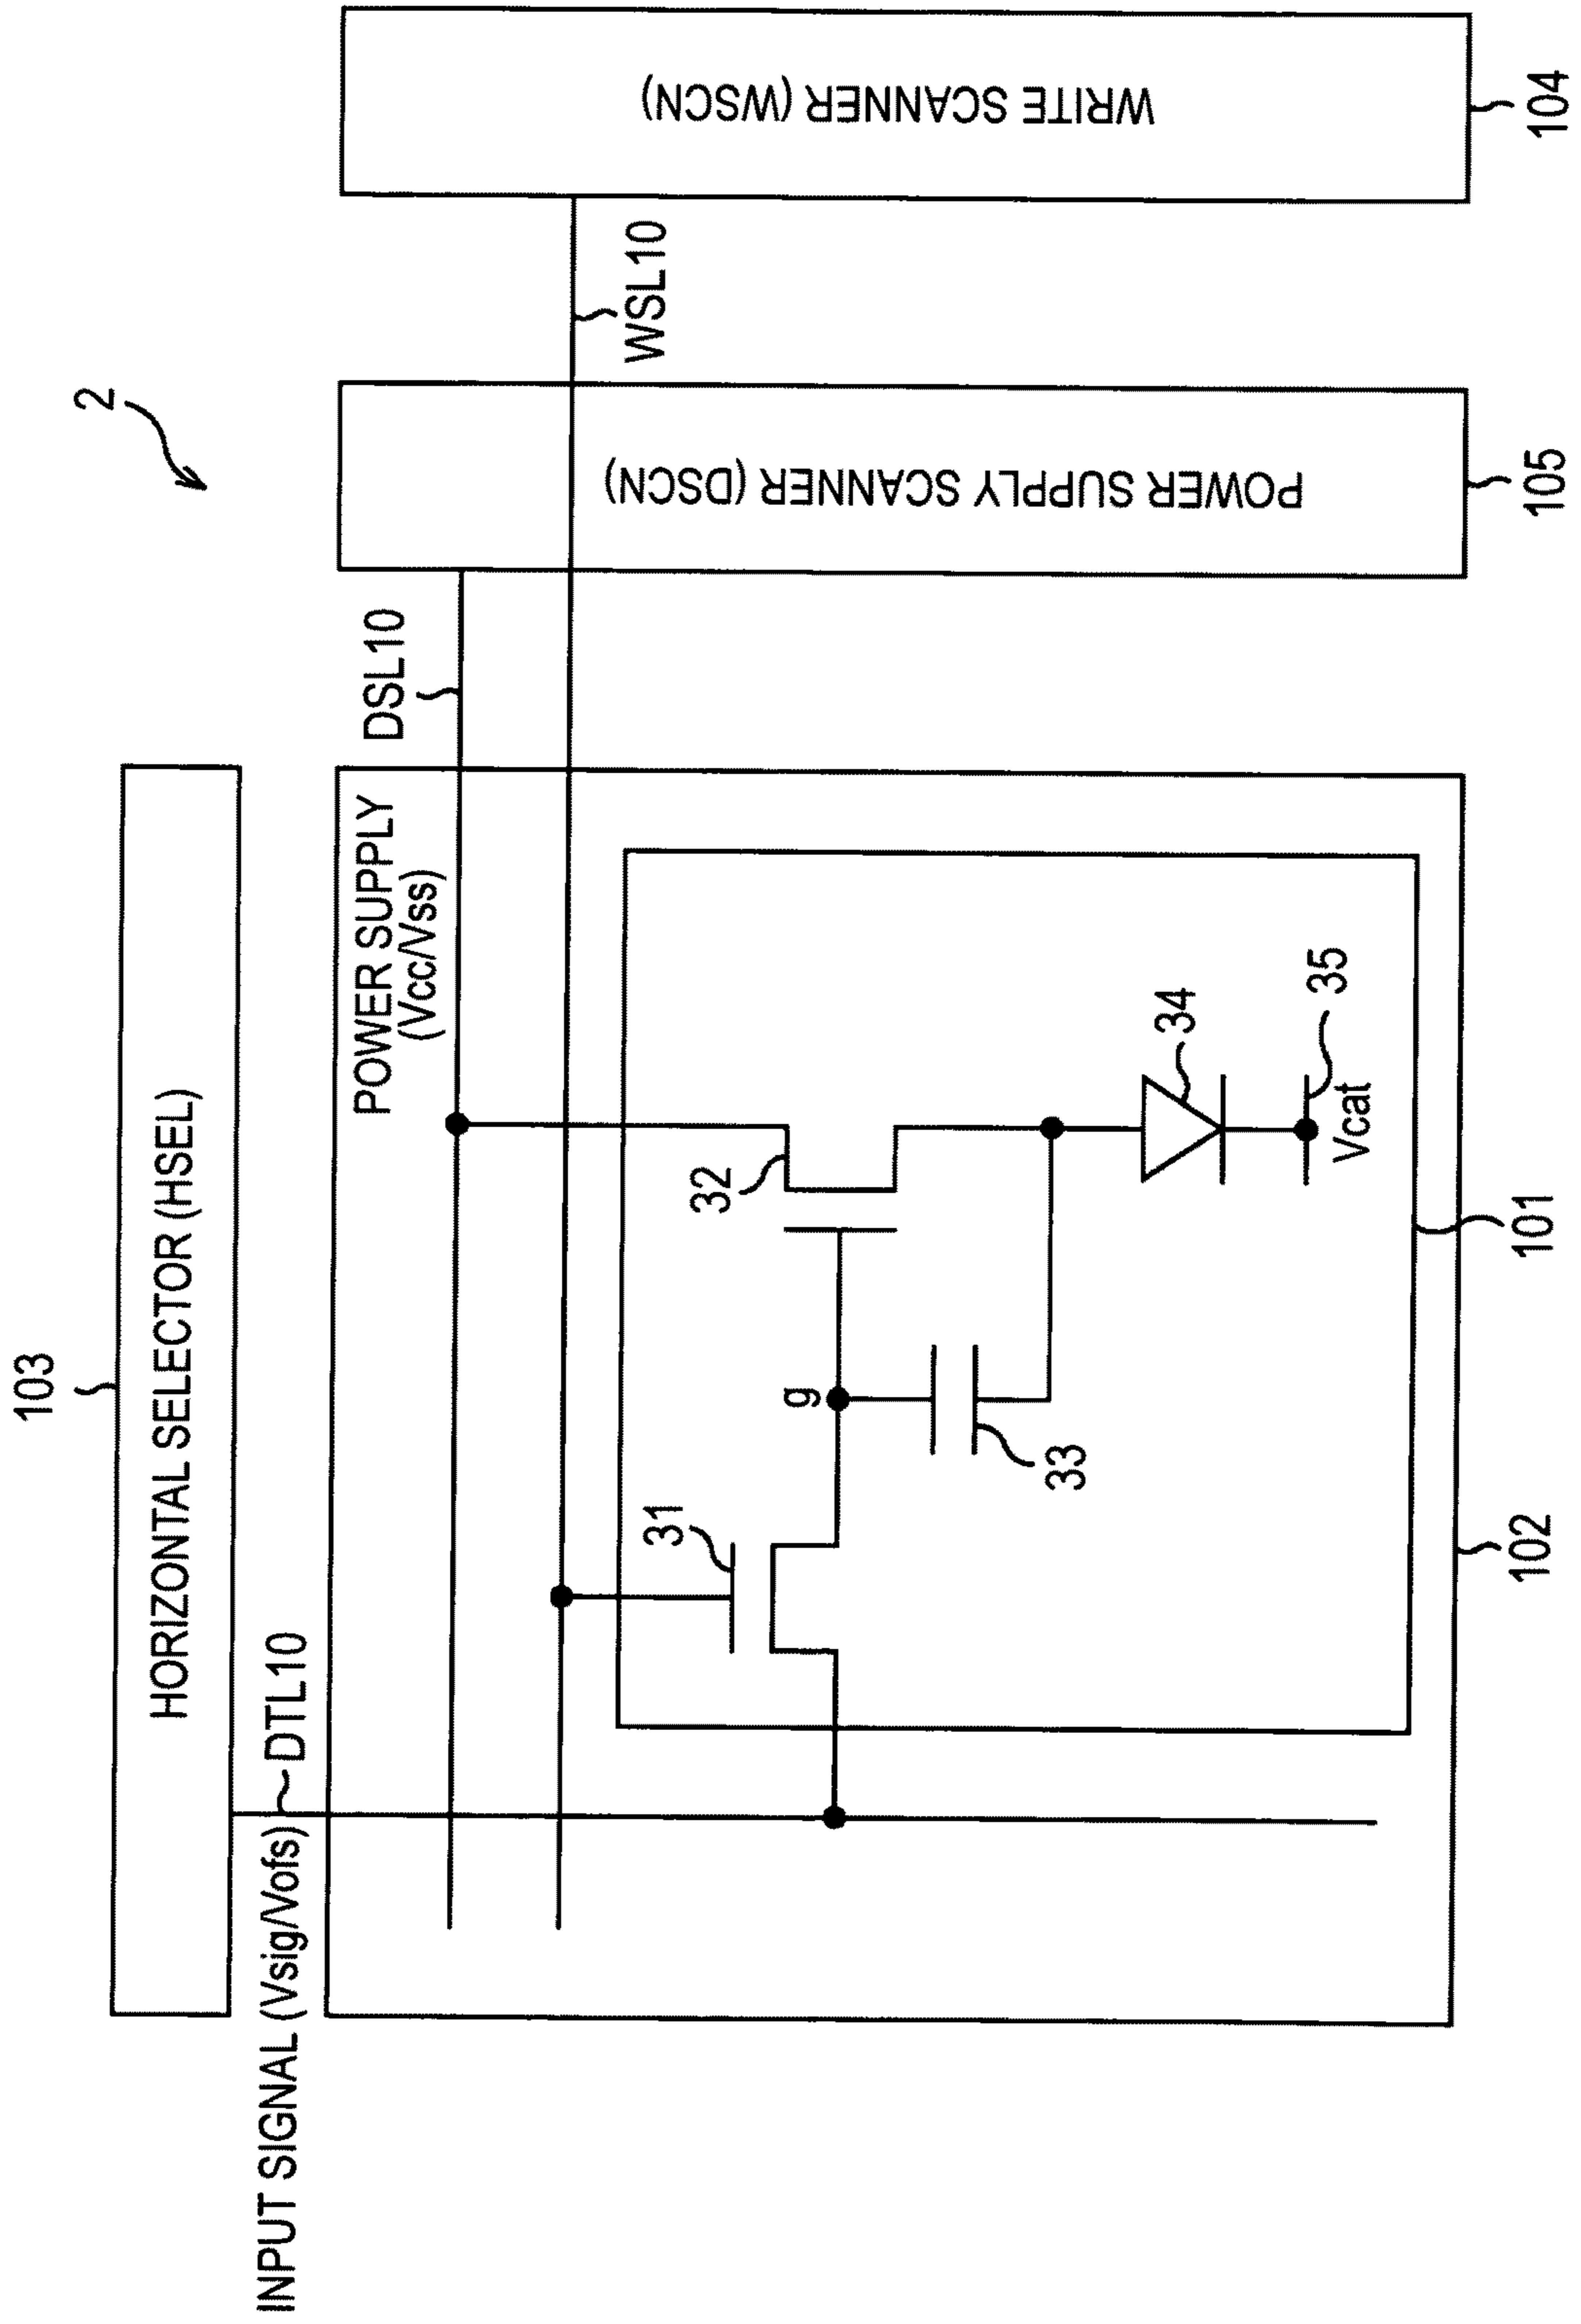 103
HORIZONTAL SELECTOR (HSEL)
2
INPUT SIGNAL (Vsig/Vofs)
DTL10
POWER SUPPLY
(Vcc/Vss)
DSL10
WSL10
31
g
32
33
34
35
Vcat
POWER SUPPLY SCANNER (DSCN)
WRITE SCANNER (WSCN)
102
101
105
104